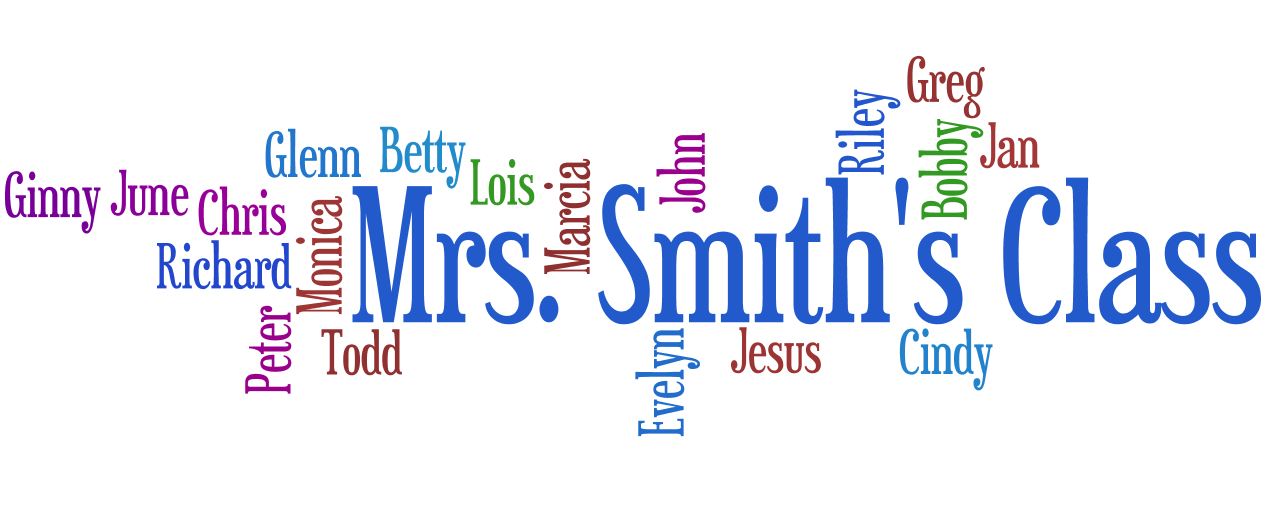 Greg
Riley
Bobby
Jan
Glenn
Betty
Lois
Marcia
John
Ginny
June
Chris
Richard
Monica
Mrs. Smith's Class
Peter
Todd
Evelyn
Jesus
Cindy